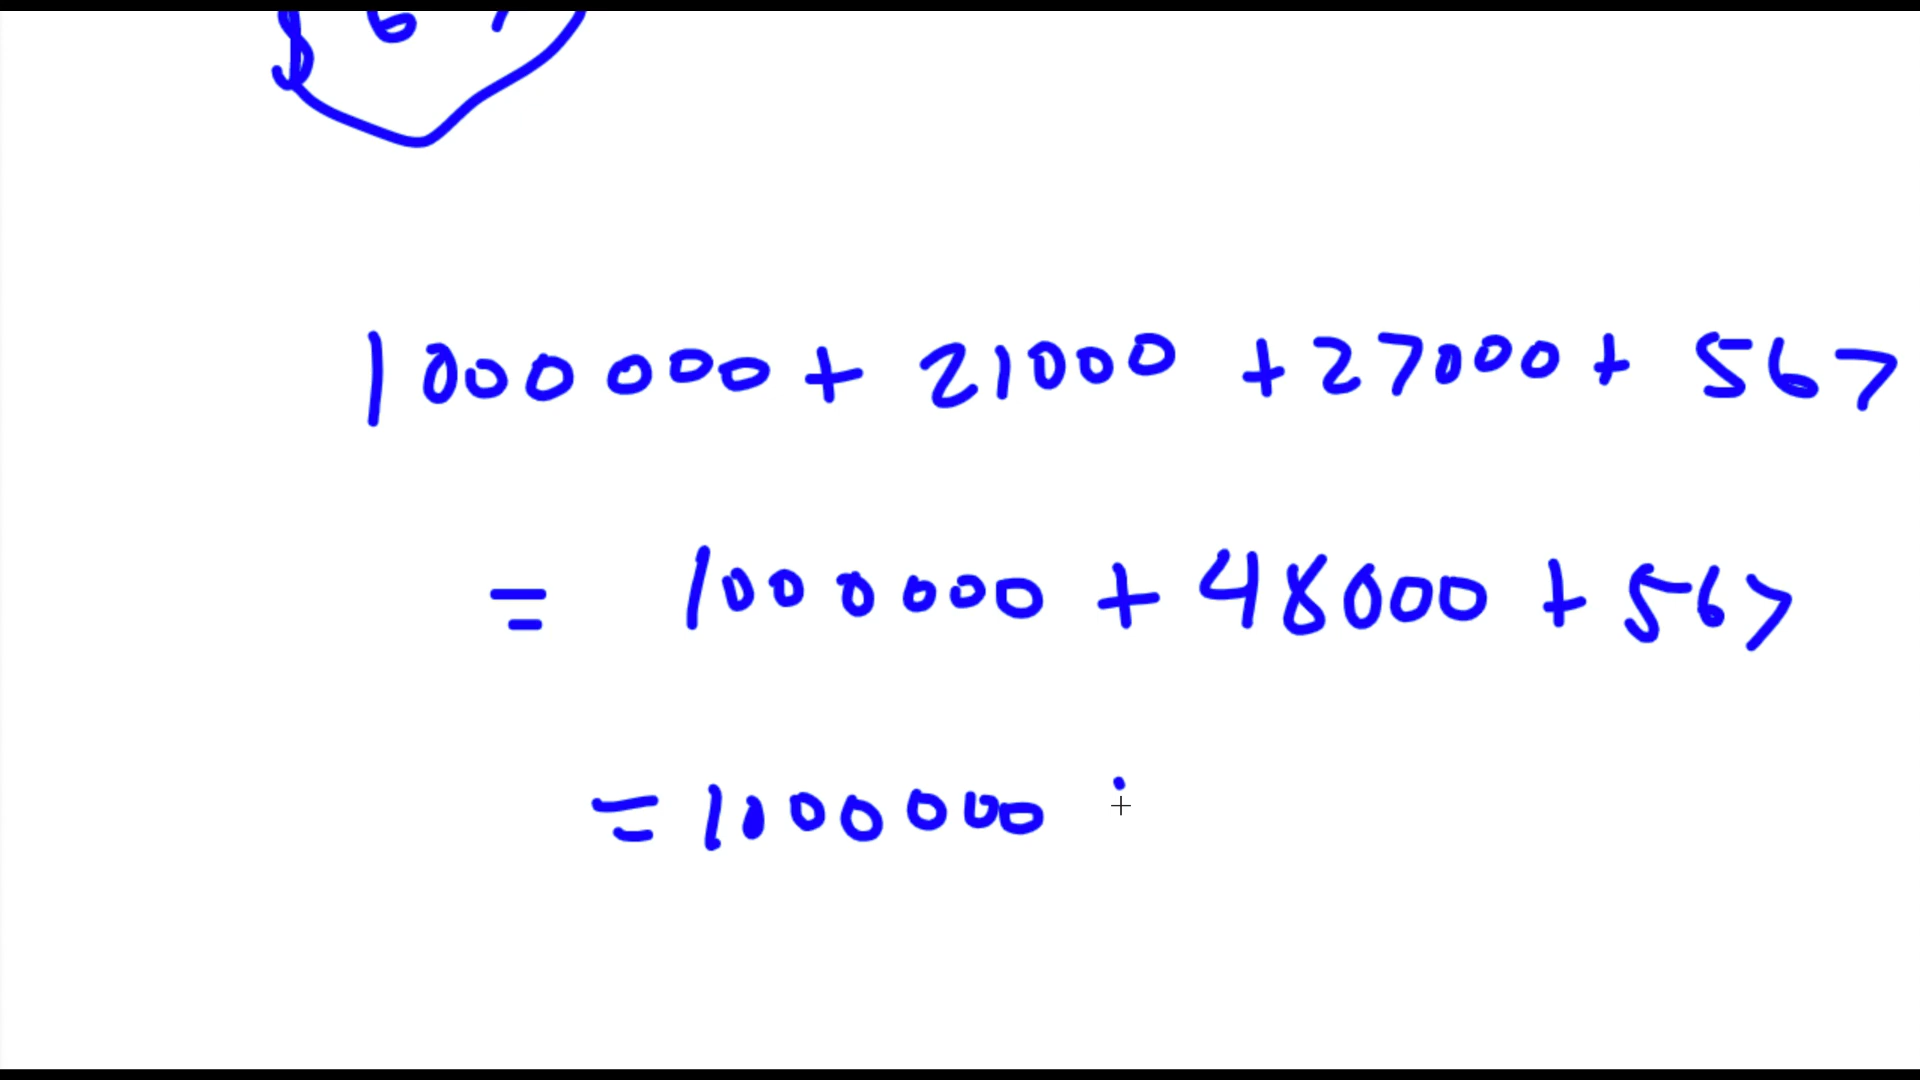 1000000 + 21000 + 27000 + 567
= 1000000 + 48000 + 567
= 1000000